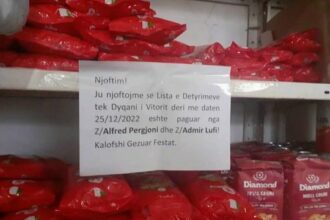 Njoftim!
Ju njoftojme se Lista e Detyrimeve
tek Dyqani i Vitorit deri me daten
25/12/2022 eshte paguar nga
Z/Alfred Pergjoni dhe Z/Admir Lufi!
Kalofshi Gezuar Festat.
Diamond
Diamond